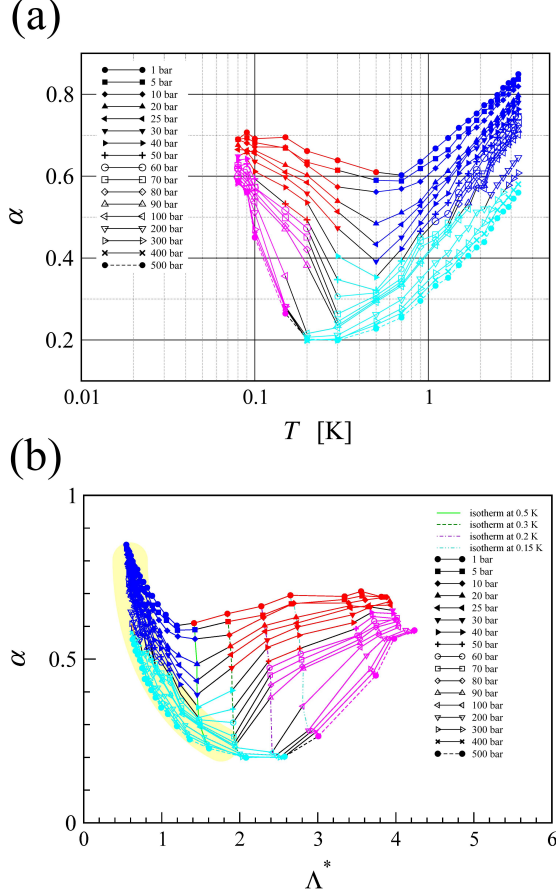 (a)
1 bar
5 bar
10 bar
20 bar
25 bar
30 bar
40 bar
50 bar
60 bar
70 bar
80 bar
90 bar
100 bar
200 bar
300 bar
400 bar
500 bar
0.8
0.6
0.4
0.2
α
0.01
0.1
1
T [K]
(b)
isotherm at 0.5 K
isotherm at 0.3 K
isotherm at 0.2 K
isotherm at 0.15 K
1 bar
5 bar
10 bar
20 bar
25 bar
30 bar
40 bar
50 bar
60 bar
70 bar
80 bar
90 bar
100 bar
200 bar
300 bar
400 bar
500 bar
1
0.5
0
α
0 1 2 3 4 5 6
Λ*